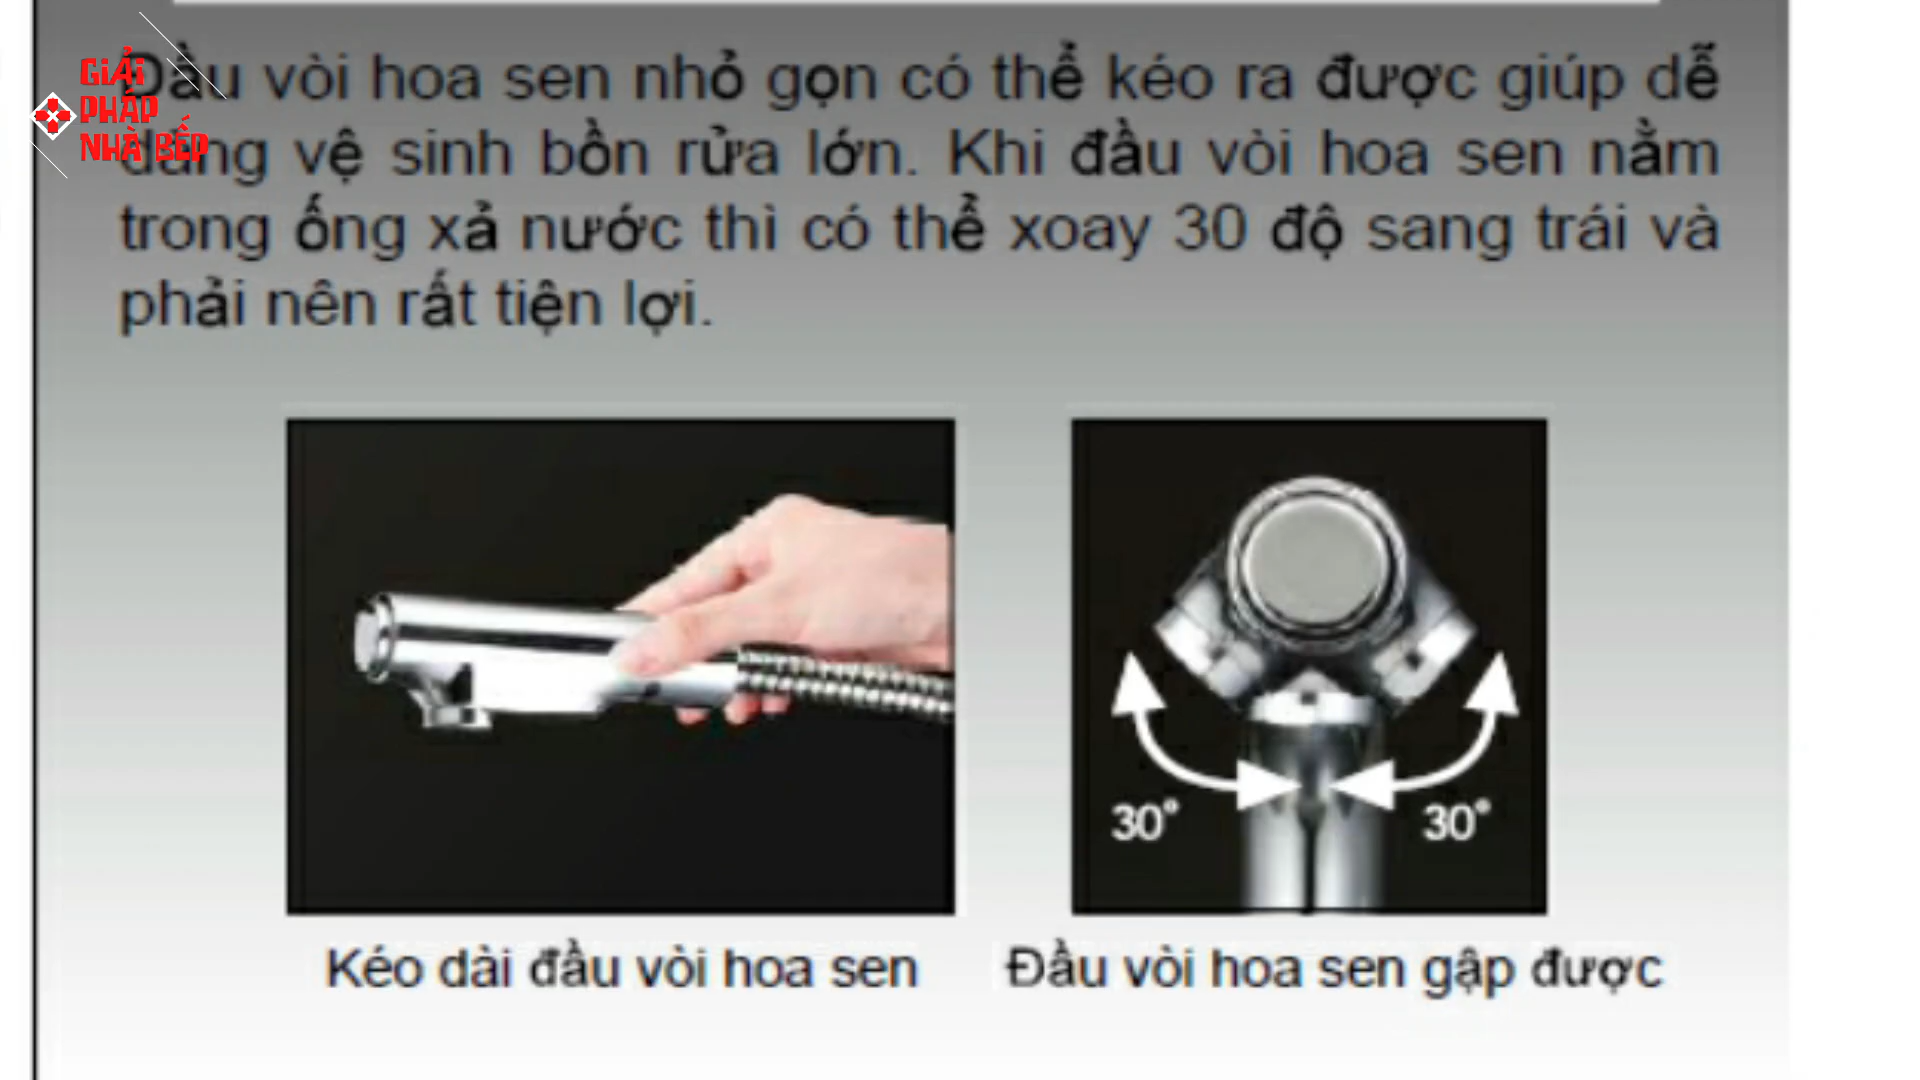 GIẢI
PHÁP
NHÀ BẾP
Đầu vòi hoa sen nhỏ gọn có thể kéo ra được giúp dễ
dàng vệ sinh bồn rửa lớn. Khi đầu vòi hoa sen nằm
trong ống xả nước thì có thể xoay 30 độ sang trái và
phải nên rất tiện lợi.
30°
30°
Kéo dài đầu vòi hoa sen
Đầu vòi hoa sen gập được